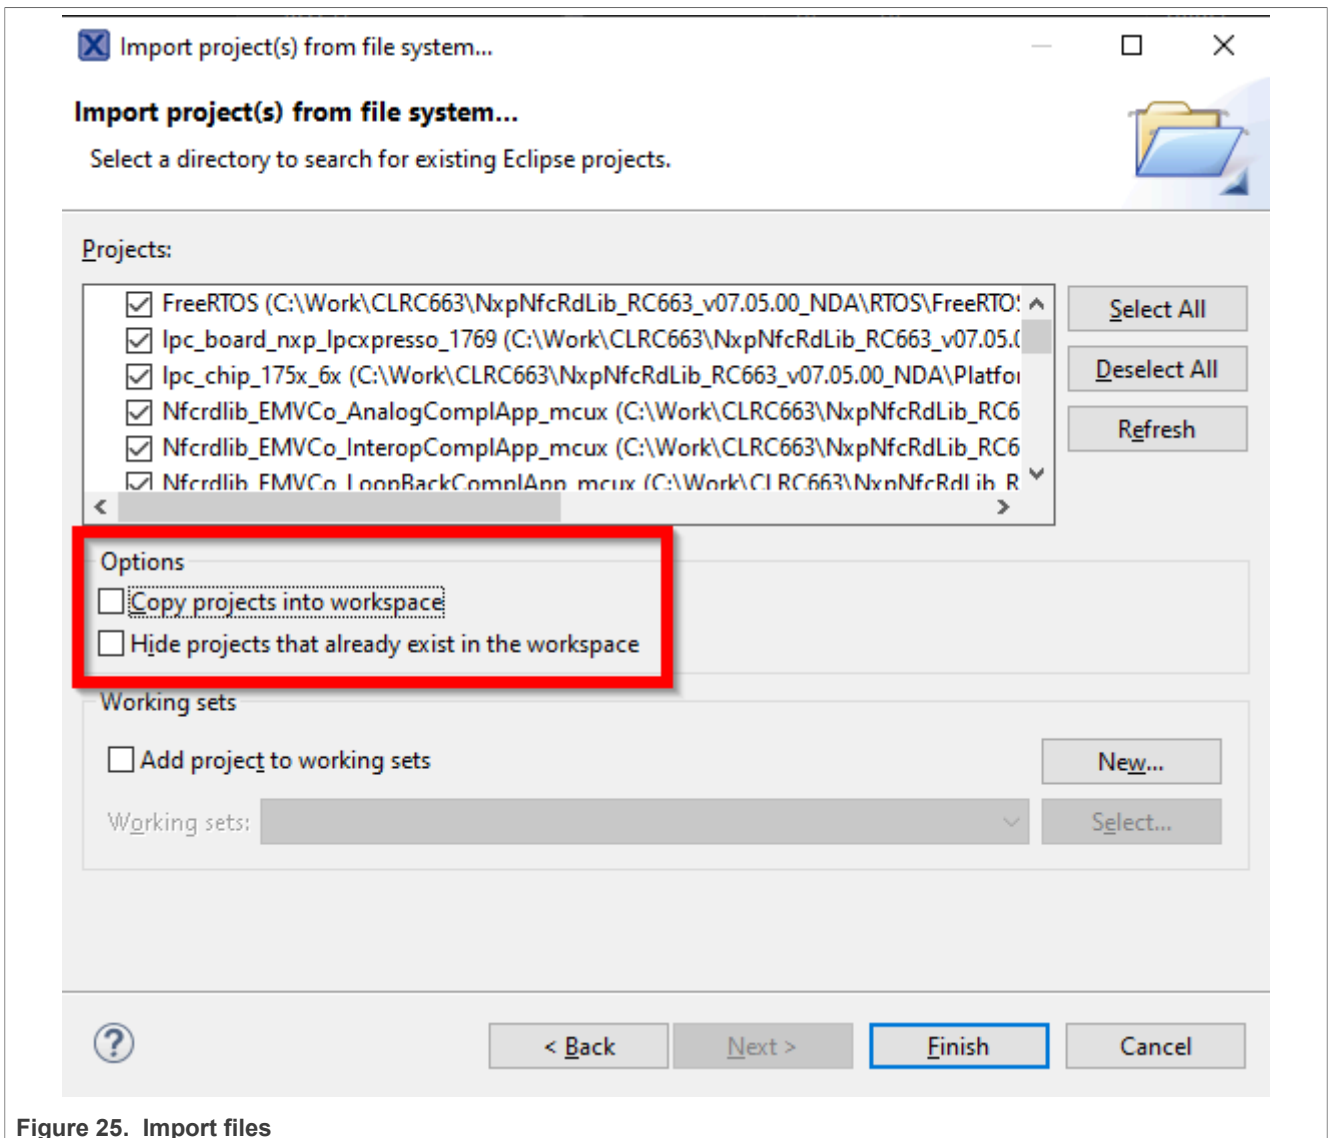 Import project(s) from file system...
Import project(s) from file system...
Select a directory to search for existing Eclipse projects.
Projects:
FreeRTOS (C:\Work\CLRC663\NxpNfcRdLib_RC663_v07.05.00_NDA\RTOS\FreeRTO
Select All
lpc_board_nxp_lpcxpresso_1769 (C:\Work\CLRC663\NxpNfcRdLib_RC663_v07.05.(
lpc_chip_175x_6x (C:\Work\CLRC663\NxpNfcRdLib_RC663_v07.05.00_NDA\Platfor
Deselect All
Nfcrdlib_EMVCo_AnalogComplApp_mcux (C:\Work\CLRC663\NxpNfcRdLib_RC6
Refresh
Nfcrdlib_EMVCo_InteropComplApp_mcux (C:\Work\CLRC663\NxpNfcRdLib_RC6
Nfcrdlib_EMVCo_LoopBackComplApp_mcux (C:\Work\CLRC663\NxpNfcRdLib_R
Options
Copy projects into workspace
Hide projects that already exist in the workspace
Working sets
Add project to working sets
New...
Working sets:
Select...
?
< Back
Next >
Finish
Cancel
Figure 25. Import files